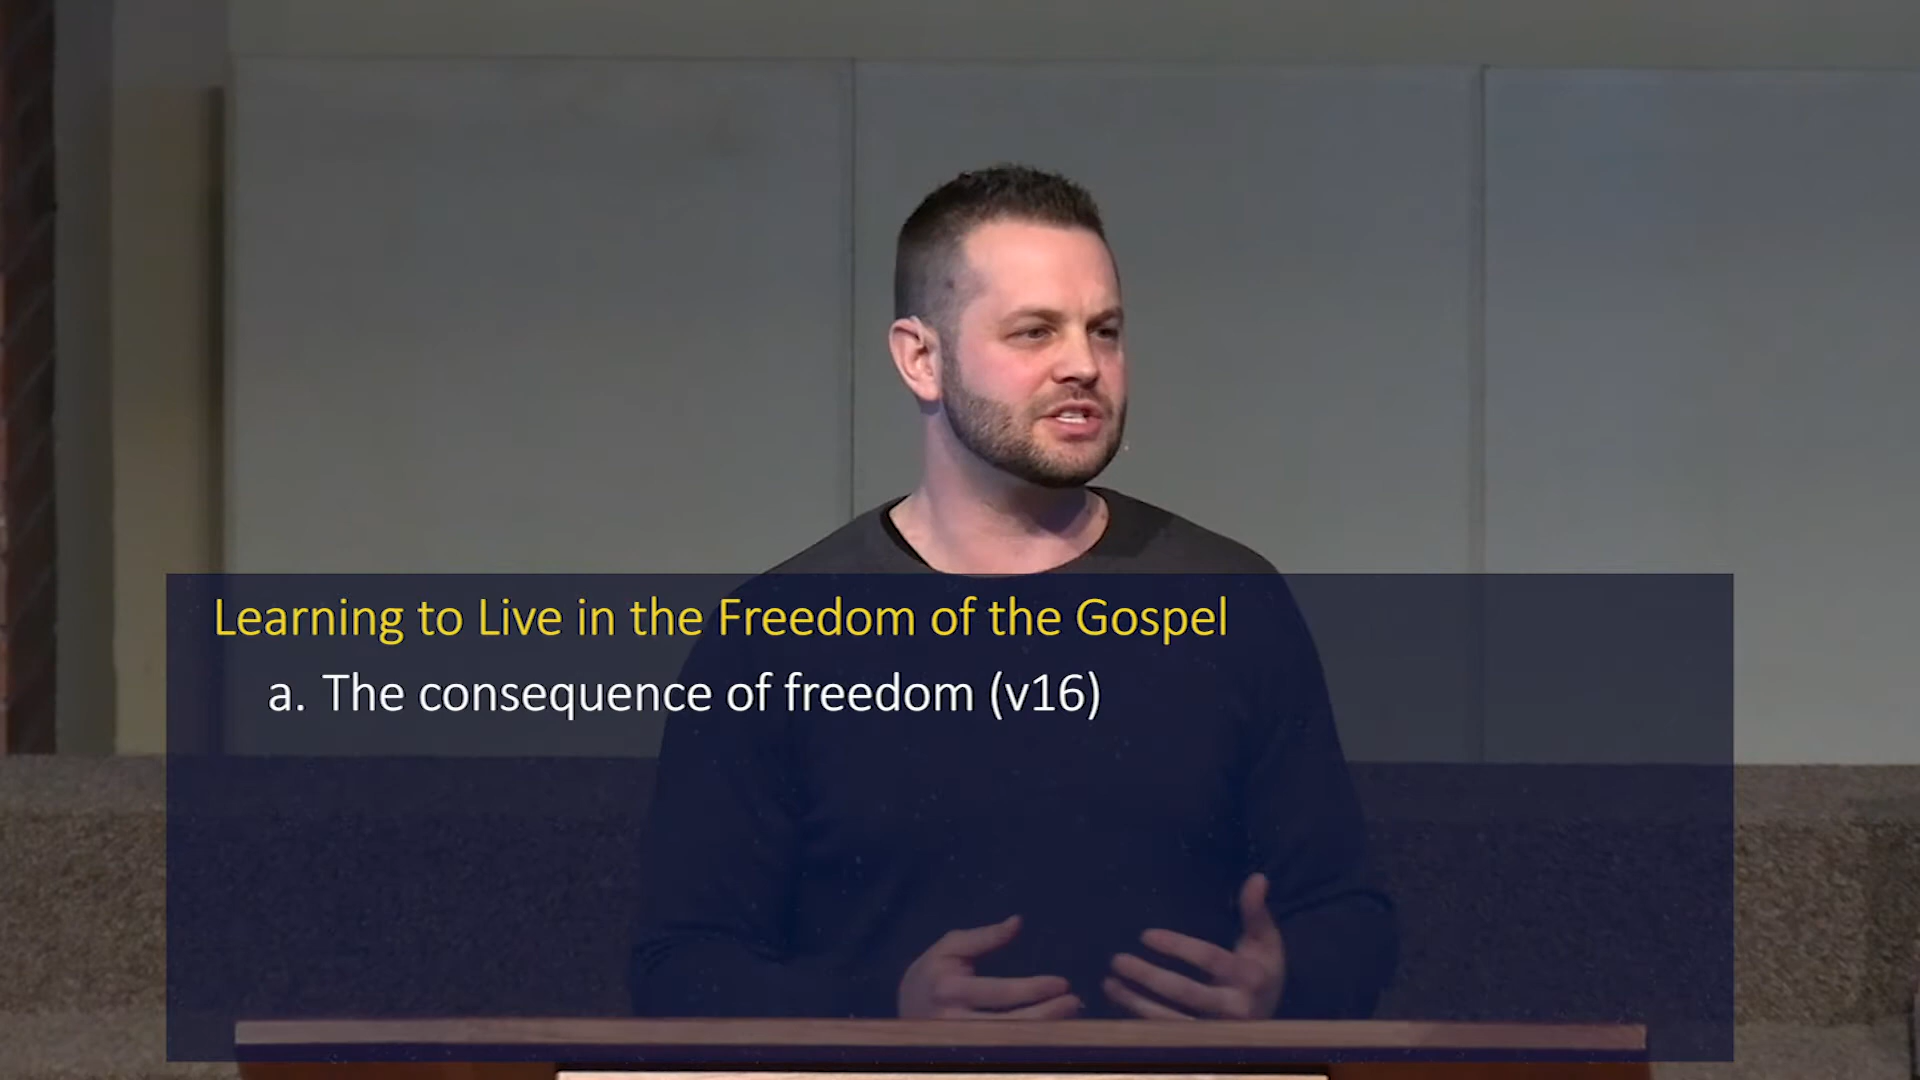 Learning to Live in the Freedom of the Gospel
a. The consequence of freedom (v16)